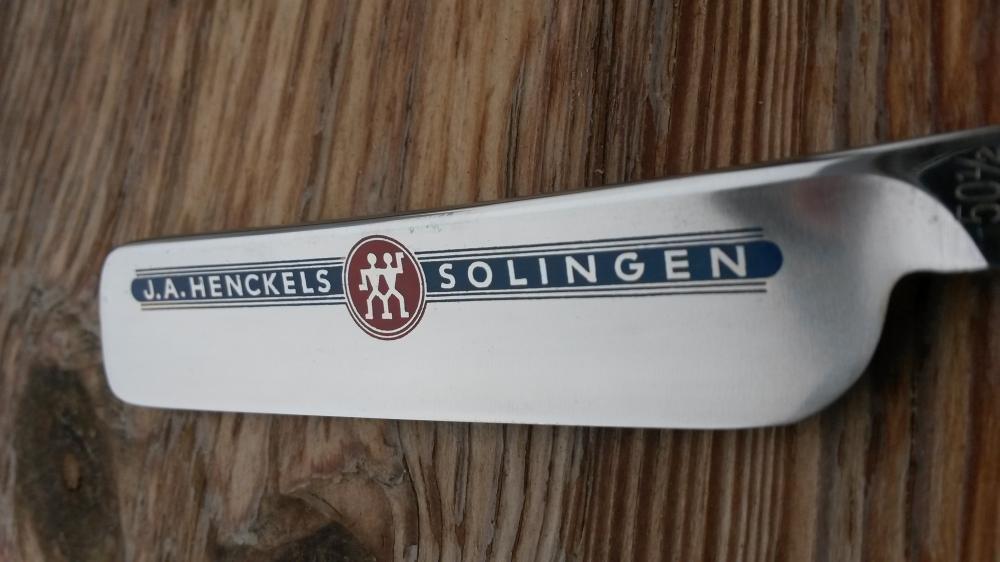 J.A. HENCKELS SOLINGEN